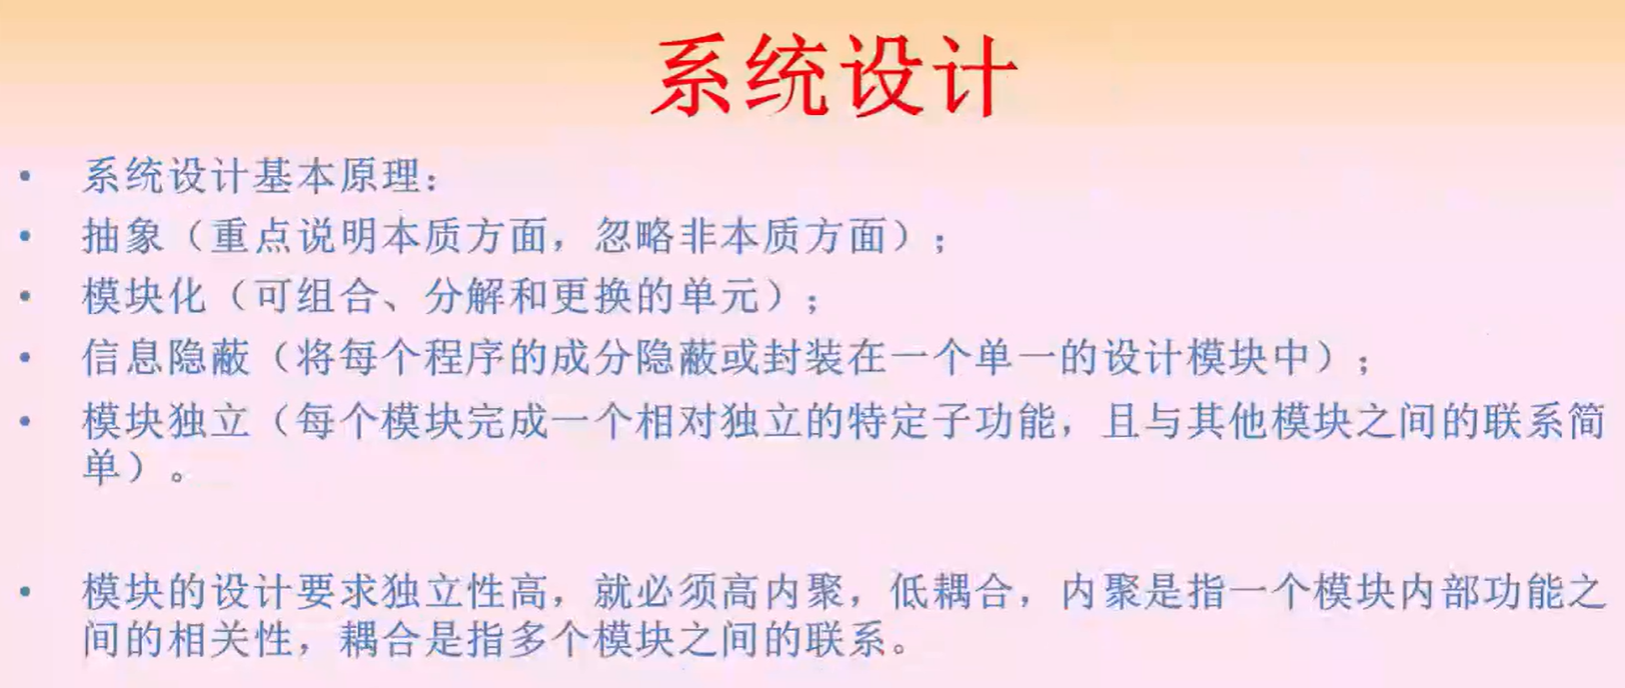 系统设计
• 系统设计基本原理：
• 抽象（重点说明本质方面，忽略非本质方面）；
• 模块化（可组合、分解和更换的单元）；
• 信息隐蔽（将每个程序的成分隐蔽或封装在一个单一的设计模块中）；
• 模块独立（每个模块完成一个相对独立的特定子功能，且与其他模块之间的联系简
单）。
• 模块的设计要求独立性高，就必须高内聚，低耦合，内聚是指一个模块内部功能之
间的相关性，耦合是指多个模块之间的联系。